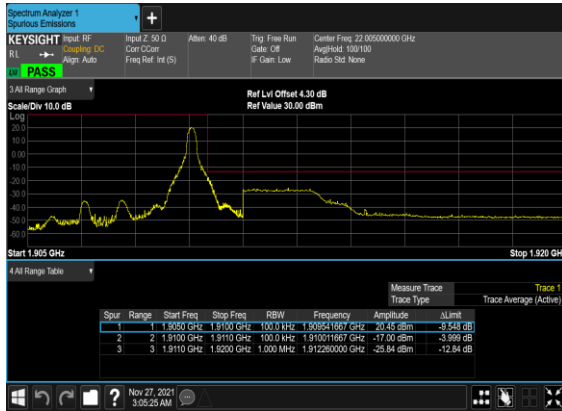 Spectrum Analyzer 1
Spurious Emissions
KEYSIGHT Input: RF Input Z: 50 Ω Atten: 40 dB Trig: Free Run Center Freq: 22.005000000 GHz
R L Coupling: DC Corr CCorr Gate: Off Avg|Hold: 100/100
Align: Auto Freq Ref: Int (S) IF Gain: Low Radio Std: None
PASS
3 All Range Graph Ref Lvl Offset 4.30 dB
Scale/Div 10.0 dB Ref Value 30.00 dBm
Log
20.0
10.0
0.00
-10.0
-20.0
-30.0
-40.0
-50.0
-60.0
Start 1.905 GHz Stop 1.920 GH
4 All Range Table
Measure Trace Trace 1
Trace Type Trace Average (Active)
Spur Range Start Freq Stop Freq RBW Frequency Amplitude ΔLimit
1 1 1.9050 GHz 1.9100 GHz 100.0 kHz 1.909541667 GHz 20.45 dBm -9.548 dB
2 2 1.9100 GHz 1.9110 GHz 100.0 kHz 1.910011667 GHz -17.00 dBm -3.999 dB
3 3 1.9110 GHz 1.9200 GHz 1.000 MHz 1.912260000 GHz -25.84 dBm -12.84 dB
? Nov 27, 2021
3:05:25 AM